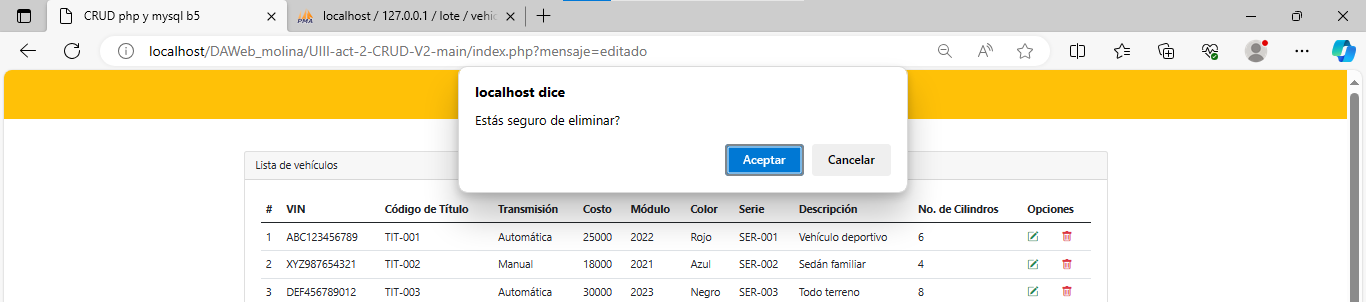 CRUD php y mysql b5
localhost / 127.0.0.1 / lote / vehic
localhost/DAWeb_molina/UIII-act-2-CRUD-V2-main/index.php?mensaje=editado
localhost dice
Estás seguro de eliminar?
Aceptar Cancelar
Lista de vehículos
# VIN Código de Título Transmisión Costo Módulo Color Serie Descripción No. de Cilindros Opciones
1 ABC123456789 TIT-001 Automática 25000 2022 Rojo SER-001 Vehículo deportivo 6
2 XYZ987654321 TIT-002 Manual 18000 2021 Azul SER-002 Sedán familiar 4
3 DEF456789012 TIT-003 Automática 30000 2023 Negro SER-003 Todo terreno 8